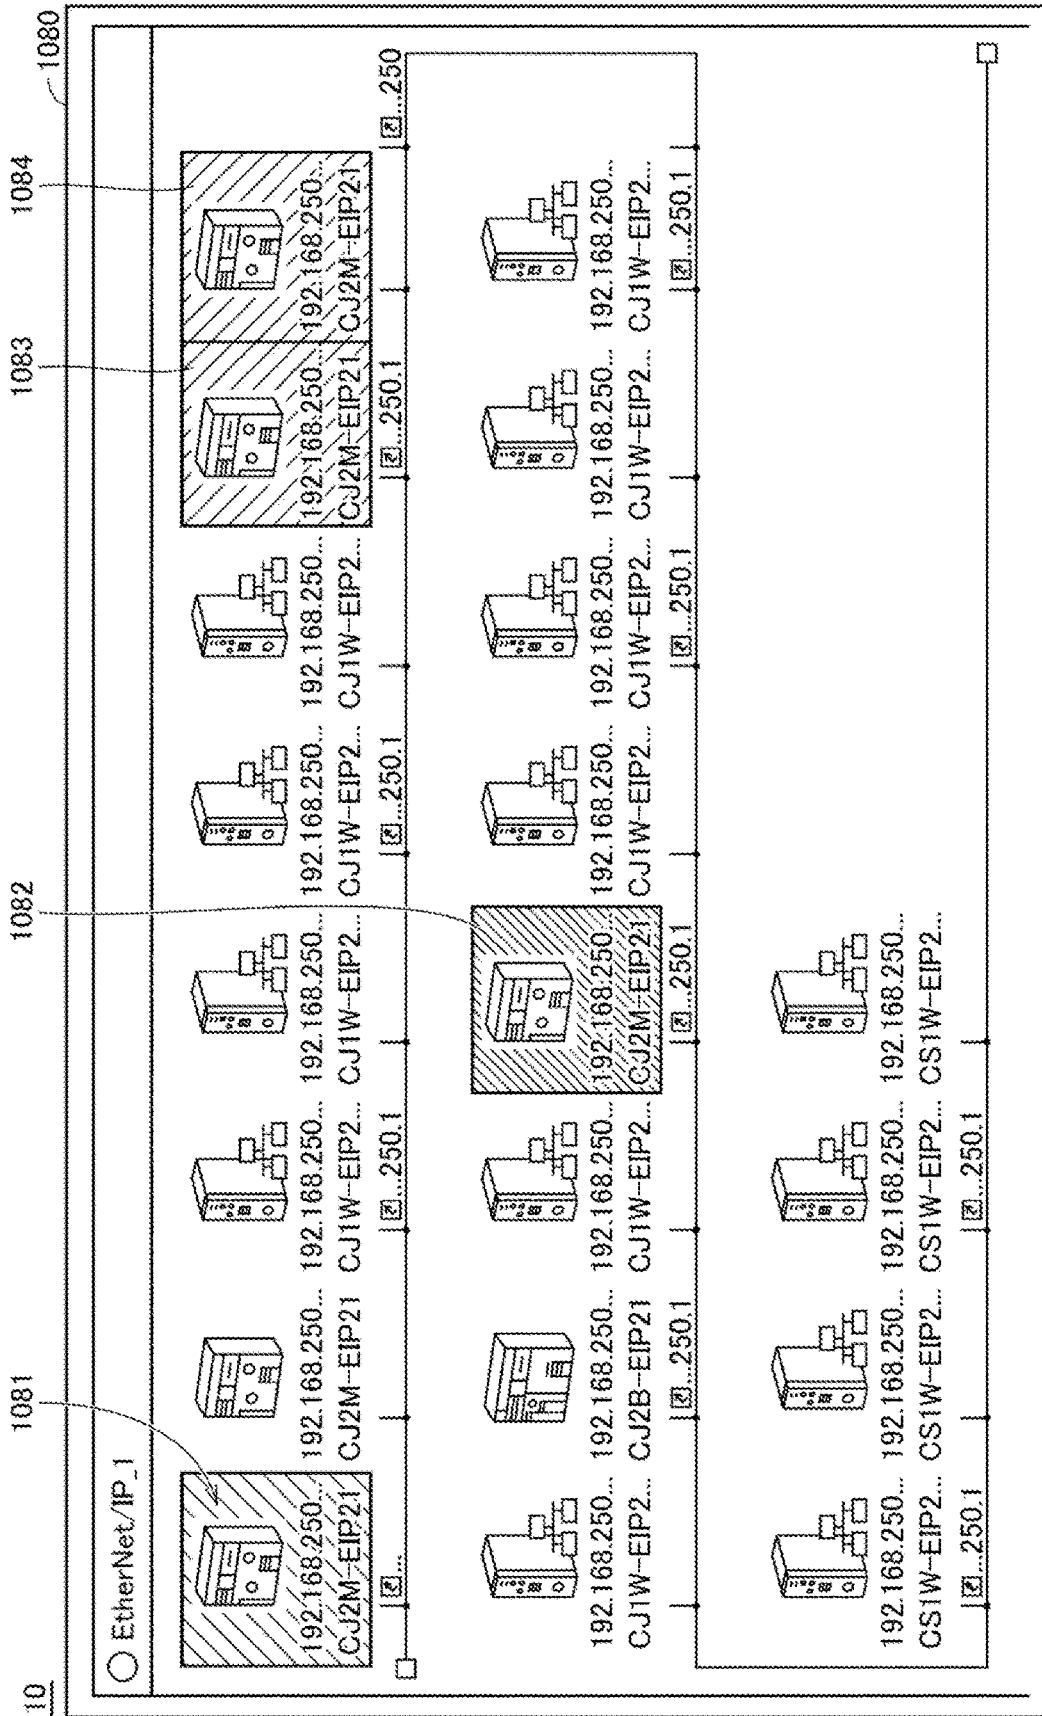 10
1081
1082
1083
1084
1080
EtherNet/IP_1
192.168.250... 192.168.250... 192.168.250... 192.168.250... 192.168.250... 192.168.250... 192.168.250... 192.168.250...
CJ2M-EIP21 CJ2M-EIP21 CJ1W-EIP2... CJ1W-EIP2... CJ1W-EIP2... CJ1W-EIP2... CJ2M-EIP21 CJ2M-EIP21
... ...250.1 ...250.1 ...250.1 ...250
192.168.250... 192.168.250... 192.168.250... 192.168.250... 192.168.250... 192.168.250... 192.168.250... 192.168.250...
CJ1W-EIP2... CJ2B-EIP21 CJ1W-EIP2... CJ2M-EIP21 CJ1W-EIP2... CJ1W-EIP2... CJ1W-EIP2... CJ1W-EIP2...
...250.1 ...250.1 ...250.1 ...250.1
192.168.250... 192.168.250... 192.168.250... 192.168.250...
CS1W-EIP2... CS1W-EIP2... CS1W-EIP2... CS1W-EIP2...
...250.1 ...250.1